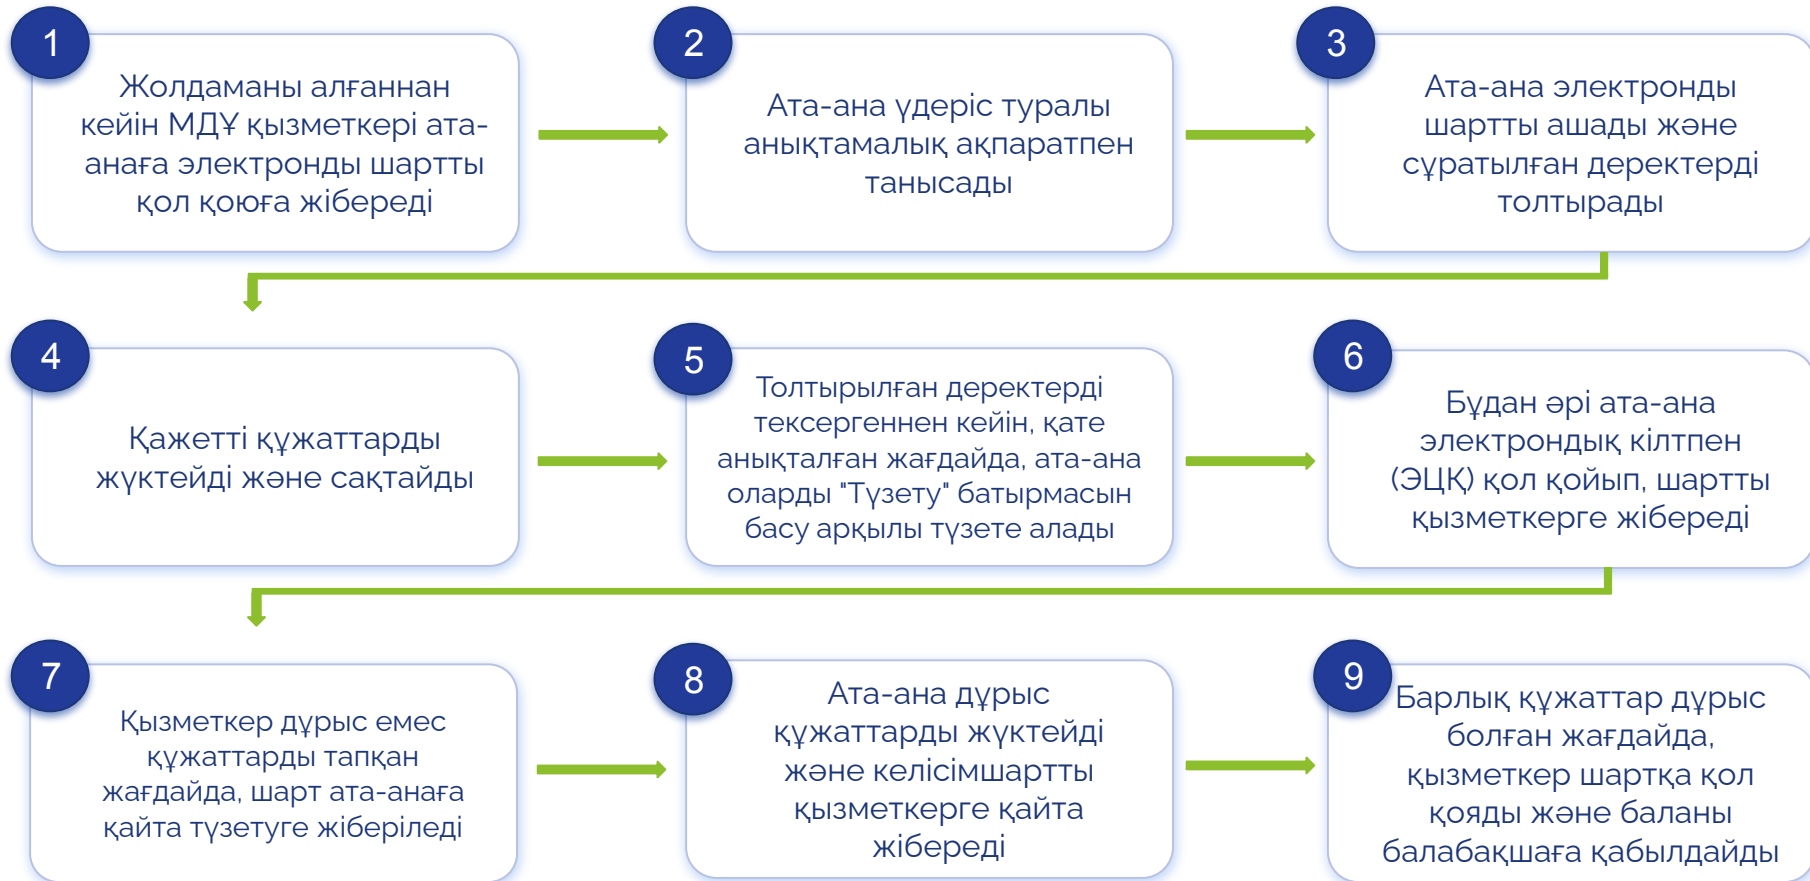 1
Жолдаманы алғаннан
кейін МДҰ қызметкері ата-
анаға электронды шартты
қол қоюға жібереді
2
Ата-ана үдеріс туралы
анықтамалық ақпаратпен
танысады
3
Ата-ана электронды
шартты ашады және
сұратылған деректерді
толтырады
4
Қажетті құжаттарды
жүктейді және сақтайды
5
Толтырылған деректерді
тексергеннен кейін, қате
анықталған жағдайда, ата-ана
оларды "Түзету" батырмасын
басу арқылы түзете алады
6
Бұдан әрі ата-ана
электрондық кілтпен
(ЭЦҚ) қол қойып, шартты
қызметкерге жібереді
7
Қызметкер дұрыс емес
құжаттарды тапқан
жағдайда, шарт ата-анаға
қайта түзетуге жіберіледі
8
Ата-ана дұрыс
құжаттарды жүктейді
және келісімшартты
қызметкерге қайта
жібереді
9
Барлық құжаттар дұрыс
болған жағдайда,
қызметкер шартқа қол
қояды және баланы
балабақшаға қабылдайды